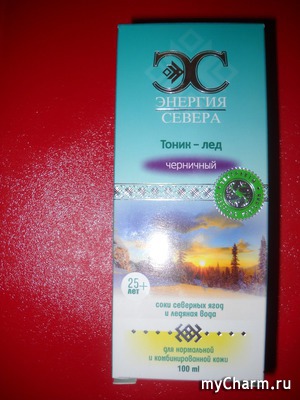 ЭС
ЭНЕРГИЯ
СЕВЕРА
Тоник – лед
черничный
25+
лет
соки северных ягод
и ледяная вода
для нормальной
и комбинированной кожи
100 ml
myCharm.ru